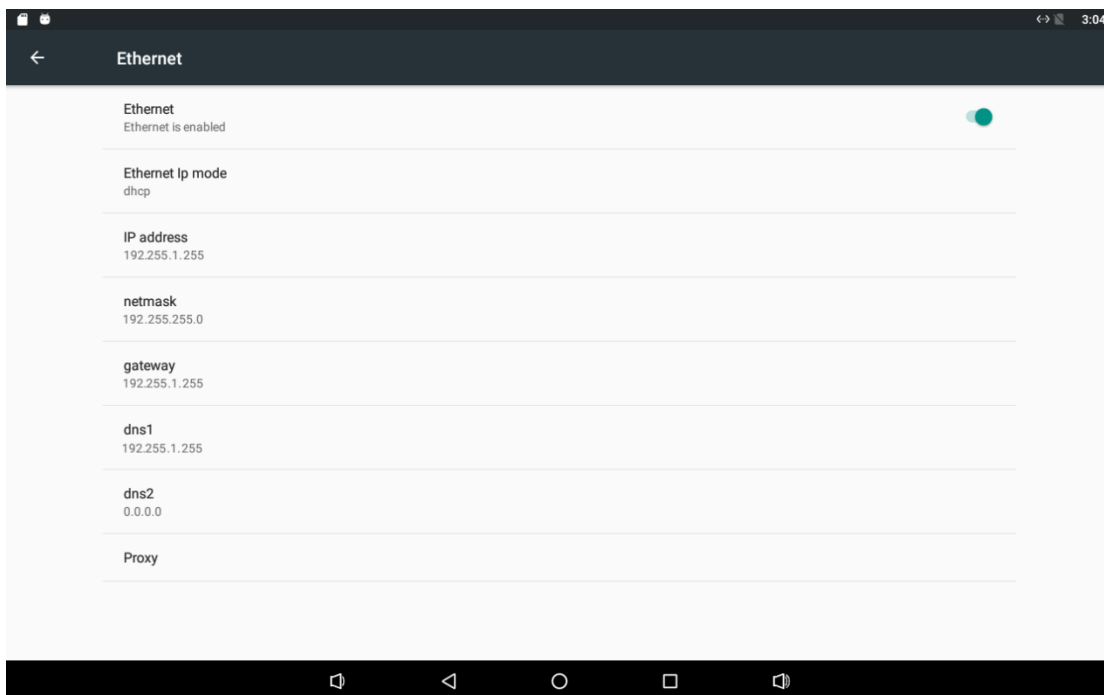 3:04
Ethernet
Ethernet
Ethernet is enabled
Ethernet Ip mode
dhcp
IP address
192.255.1.255
netmask
192.255.255.0
gateway
192.255.1.255
dns1
192.255.1.255
dns2
0.0.0.0
Proxy